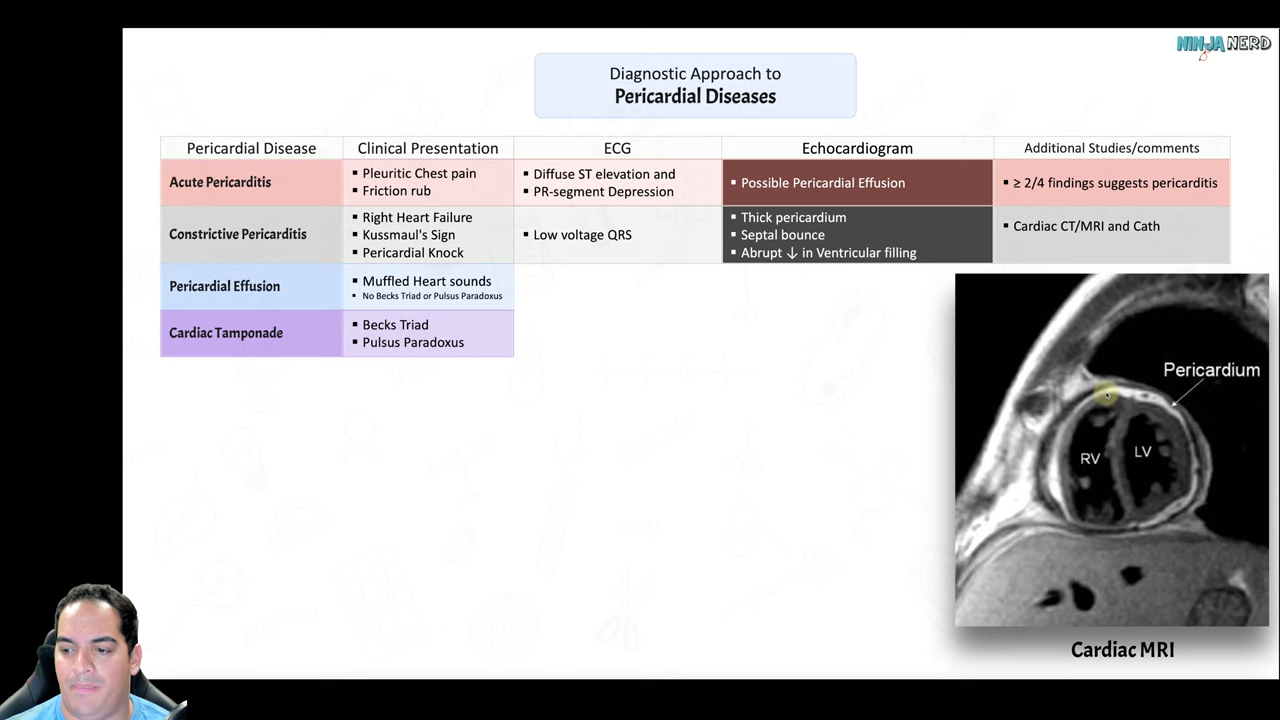 NINJA NERD
Diagnostic Approach to
Pericardial Diseases
Pericardial Disease
Clinical Presentation
ECG
Echocardiogram
Additional Studies/comments
Acute Pericarditis
▪ Pleuritic Chest pain
▪ Friction rub
▪ Diffuse ST elevation and
▪ PR-segment Depression
▪ Possible Pericardial Effusion
▪ ≥ 2/4 findings suggests pericarditis
Constrictive Pericarditis
▪ Right Heart Failure
▪ Kussmaul's Sign
▪ Pericardial Knock
▪ Low voltage QRS
▪ Thick pericardium
▪ Septal bounce
▪ Abrupt ↓ in Ventricular filling
▪ Cardiac CT/MRI and Cath
Pericardial Effusion
▪ Muffled Heart sounds
▪ No Becks Triad or Pulsus Paradoxus
Cardiac Tamponade
▪ Becks Triad
▪ Pulsus Paradoxus
Pericardium
RV
LV
Cardiac MRI